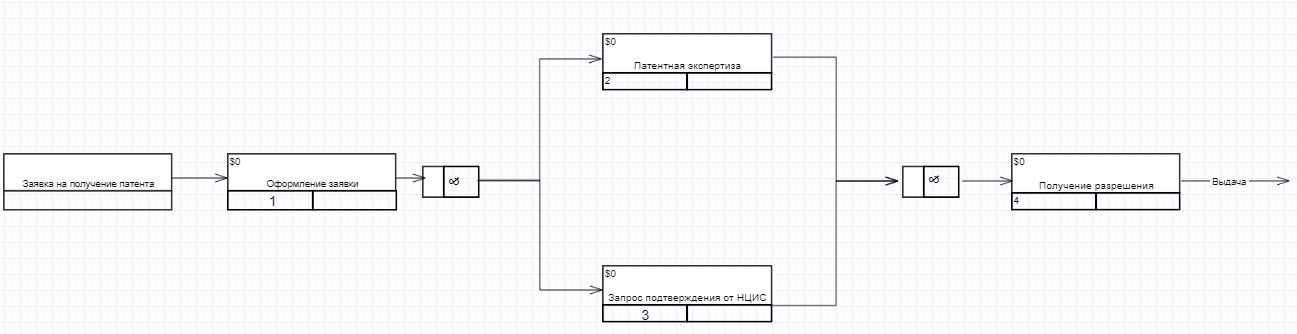 $0
Патентная экспертиза
2
Заявка на получение патента
$0
Оформление заявки
1
&
&
$0
Получение разрешения
4
Выдача
$0
Запрос подтверждения от НЦИС
3